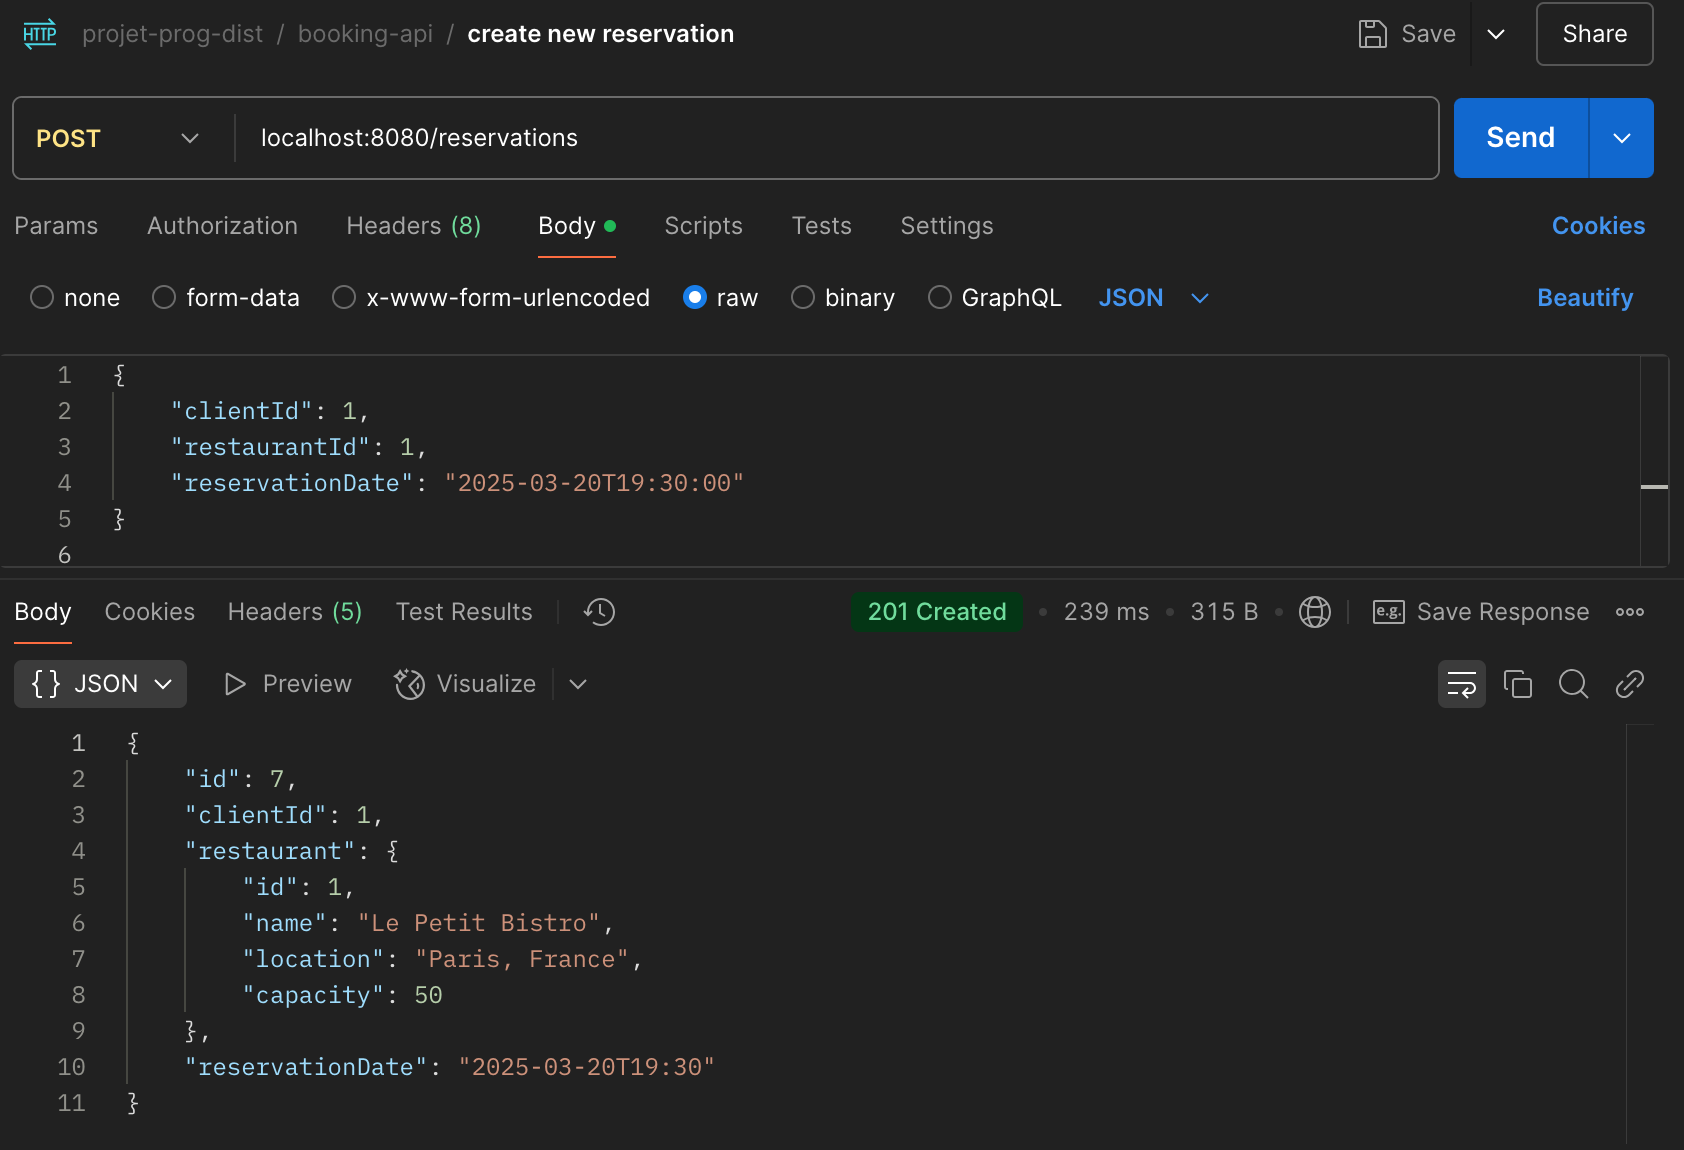 HTTP projet-prog-dist / booking-api / create new reservation Save Share
POST localhost:8080/reservations Send
Params Authorization Headers (8) Body Scripts Tests Settings Cookies
none form-data x-www-form-urlencoded raw binary GraphQL JSON Beautify
1 {
2 "clientId": 1,
3 "restaurantId": 1,
4 "reservationDate": "2025-03-20T19:30:00"
5 }
6
Body Cookies Headers (5) Test Results 201 Created • 239 ms • 315 B • e.g. Save Response
{} JSON Preview Visualize
1 {
2 "id": 7,
3 "clientId": 1,
4 "restaurant": {
5 "id": 1,
6 "name": "Le Petit Bistro",
7 "location": "Paris, France",
8 "capacity": 50
9 },
10 "reservationDate": "2025-03-20T19:30"
11 }